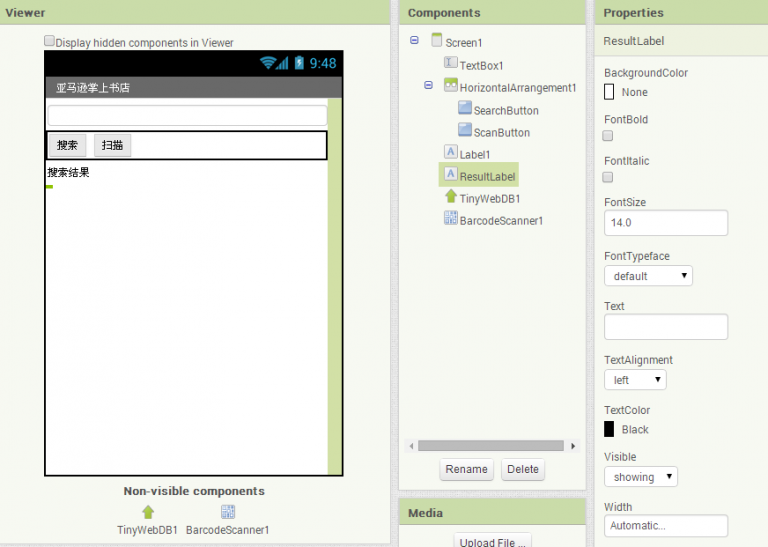 Viewer
Display hidden components in Viewer
9:48
亚马逊掌上书店
搜索 扫描
搜索结果
Non-visible components
TinyWebDB1 BarcodeScanner1
Components
Screen1
TextBox1
HorizontalArrangement1
SearchButton
ScanButton
Label1
ResultLabel
TinyWebDB1
BarcodeScanner1
Rename Delete
Media
Upload File ...
Properties
ResultLabel
BackgroundColor
None
FontBold
FontItalic
FontSize
14.0
FontTypeface
default
Text
TextAlignment
left
TextColor
Black
Visible
showing
Width
Automatic...